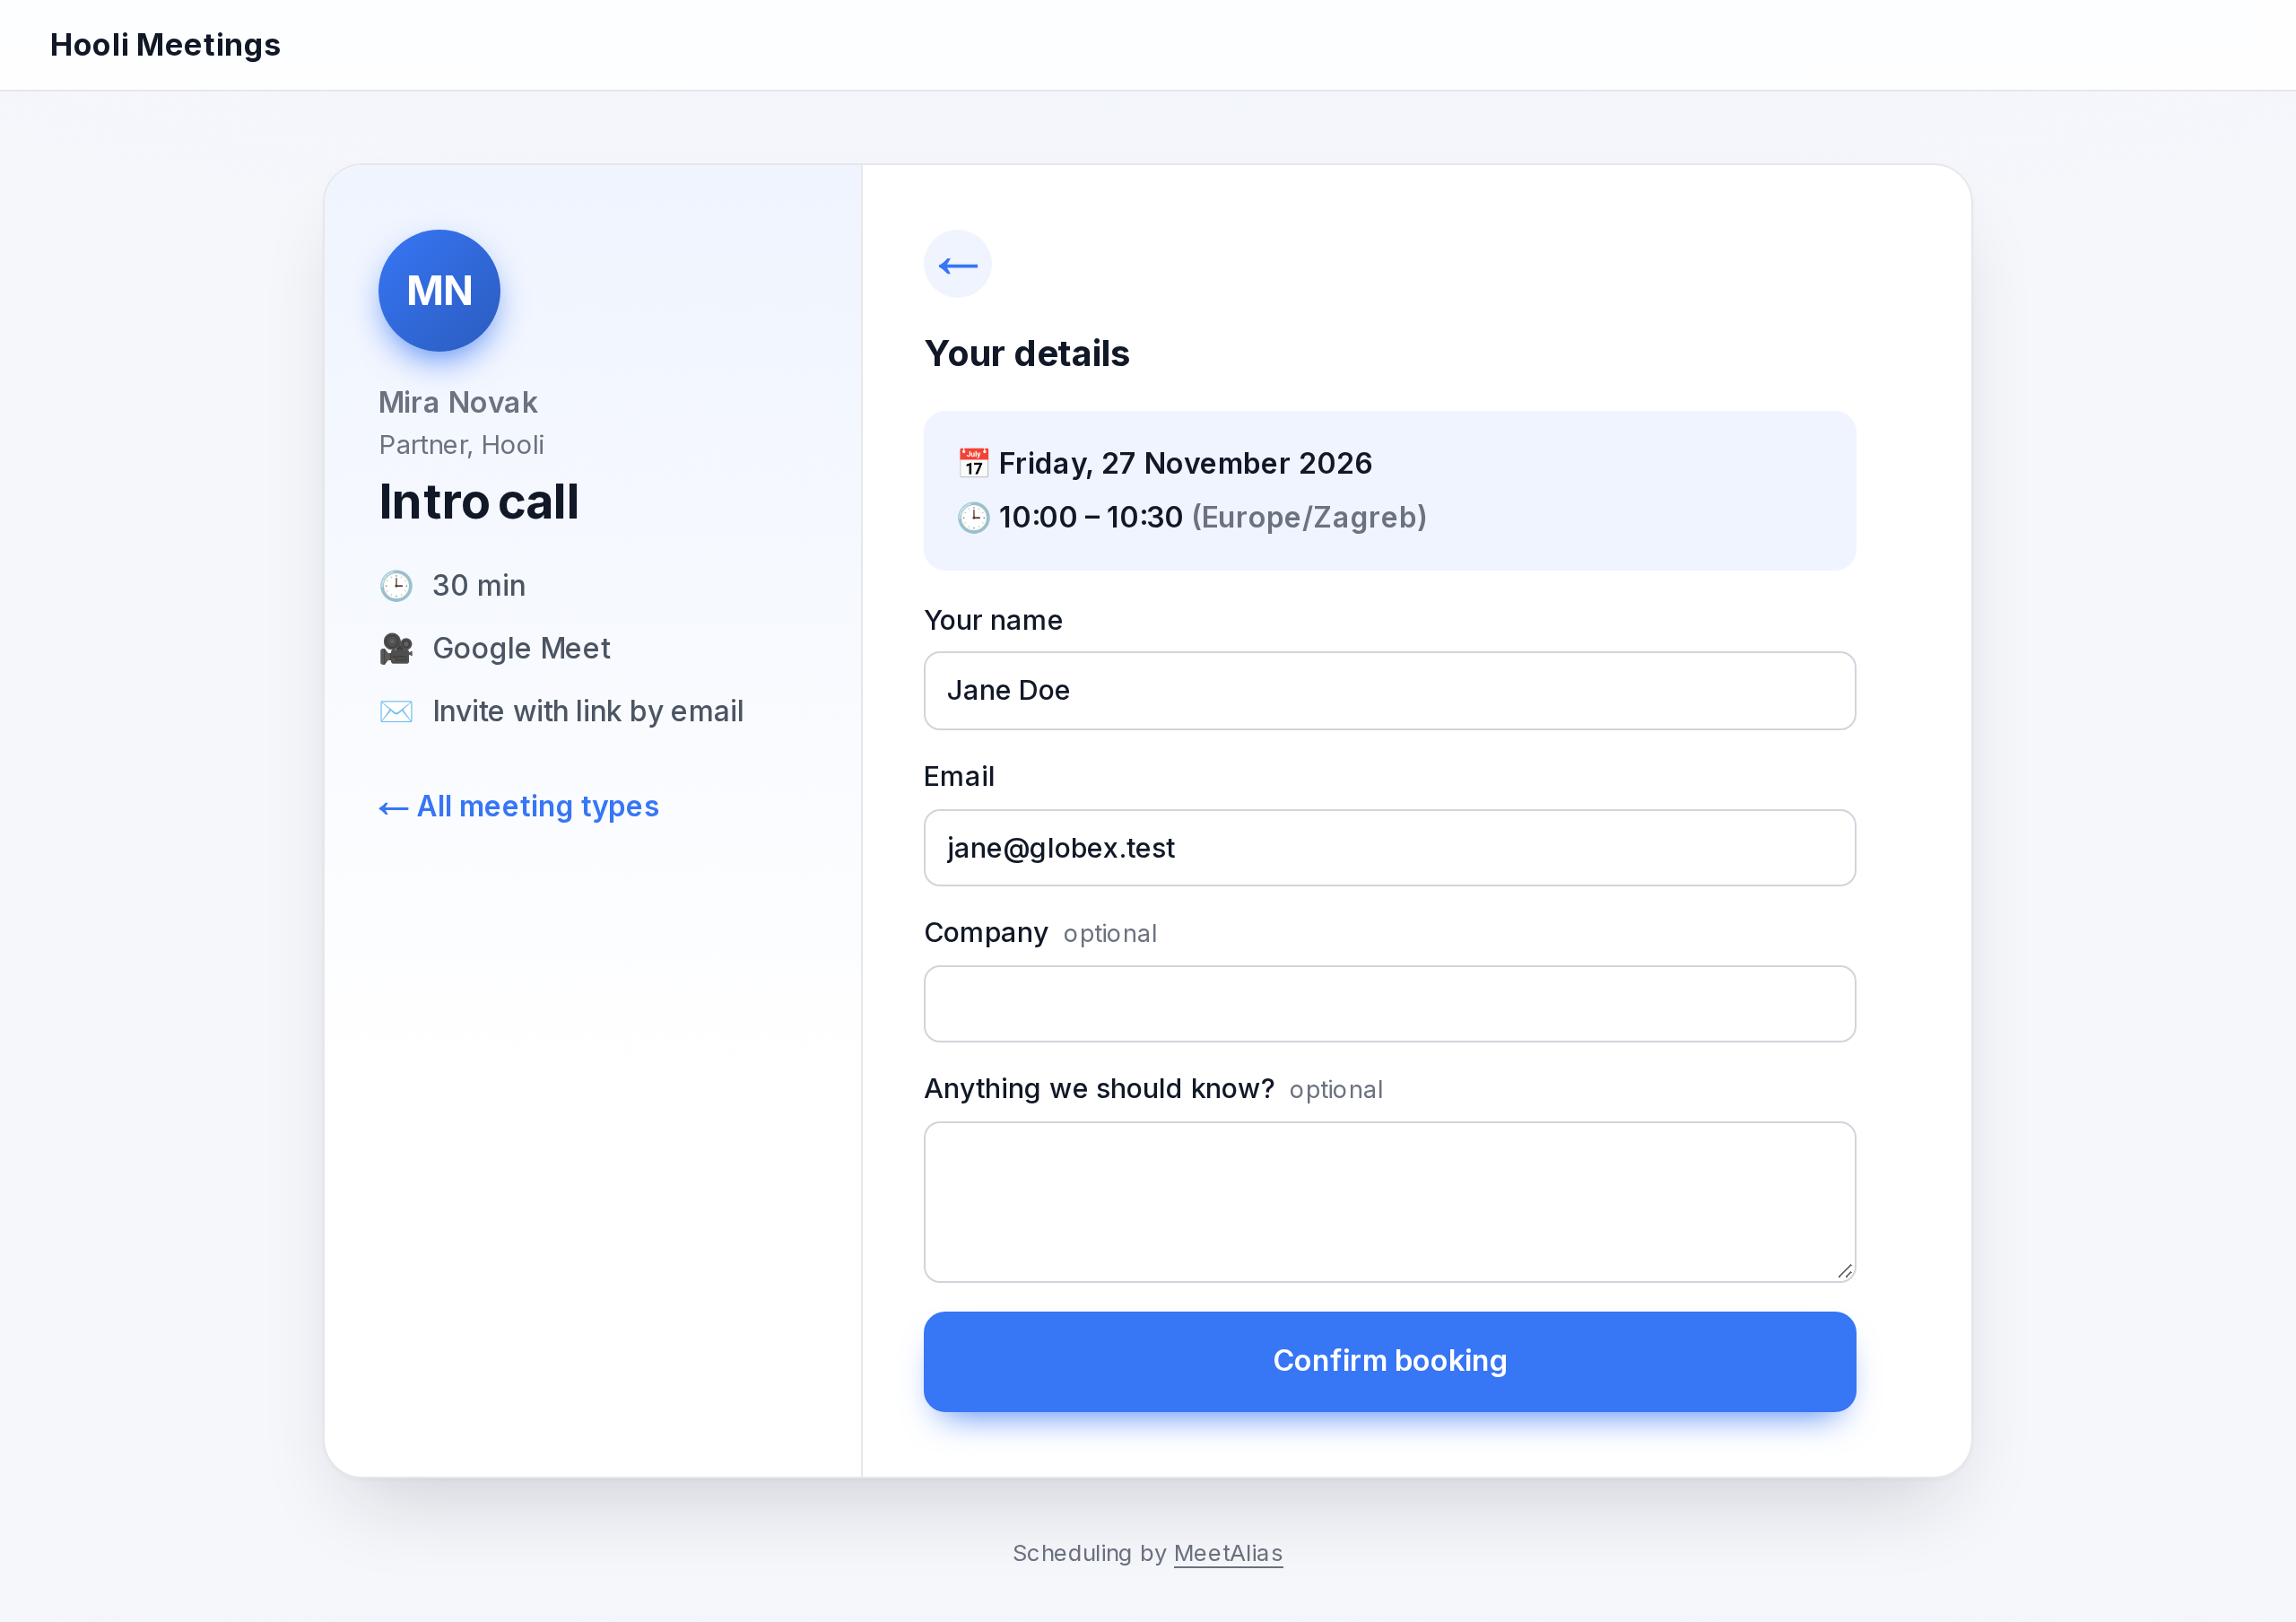 Hooli Meetings
MN
Mira Novak
Partner, Hooli
Intro call
🕒 30 min
🎥 Google Meet
✉️ Invite with link by email
← All meeting types
←
Your details
📅 Friday, 27 November 2026
🕒 10:00 – 10:30 (Europe/Zagreb)
Your name
Jane Doe
Email
jane@globex.test
Company optional
Anything we should know? optional
Confirm booking
Scheduling by MeetAlias